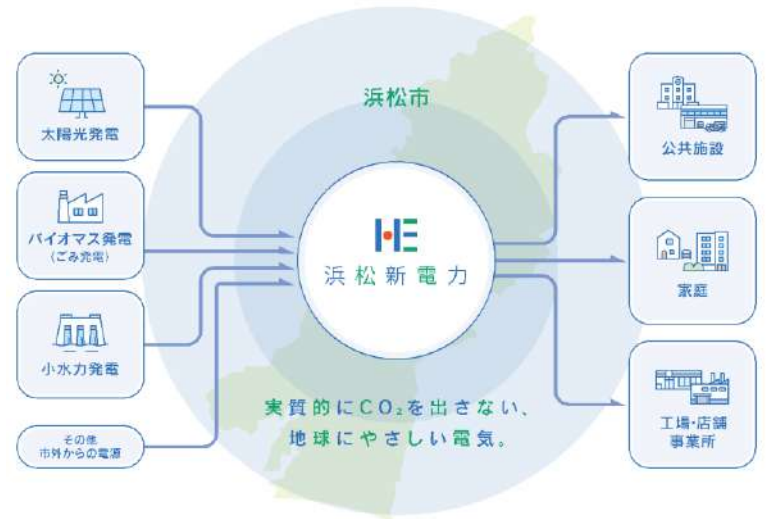 浜松市
太陽光発電
バイオマス発電
(ごみ発電)
小水力発電
その他
市外からの電源
HE
浜松新電力
実質的にCO₂を出さない、
地球にやさしい電気。
公共施設
家庭
工場・店舗
事業所